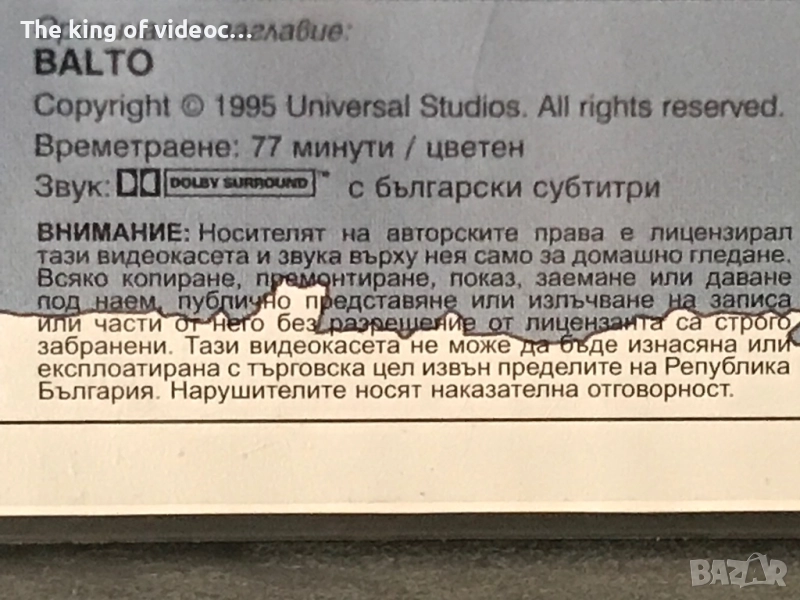 The king of videoc...
заглавие:
BALTO
Copyright © 1995 Universal Studios. All rights reserved.
Времетраене: 77 минути / цветен
Звук: DOLBY SURROUND™ с български субтитри
ВНИМАНИЕ: Носителят на авторските права е лицензирал
тази видеокасета и звука върху нея само за домашно гледане.
Всяко копиране, премонтиране, показ, заемане или даване
под наем, публично представяне или излъчване на записа
или части от него без разрешение от лицензанта са строго
забранени. Тази видеокасета не може да бъде изнасяна или
експлоатирана с търговска цел извън пределите на Република
България. Нарушителите носят наказателна отговорност.
BAZAR